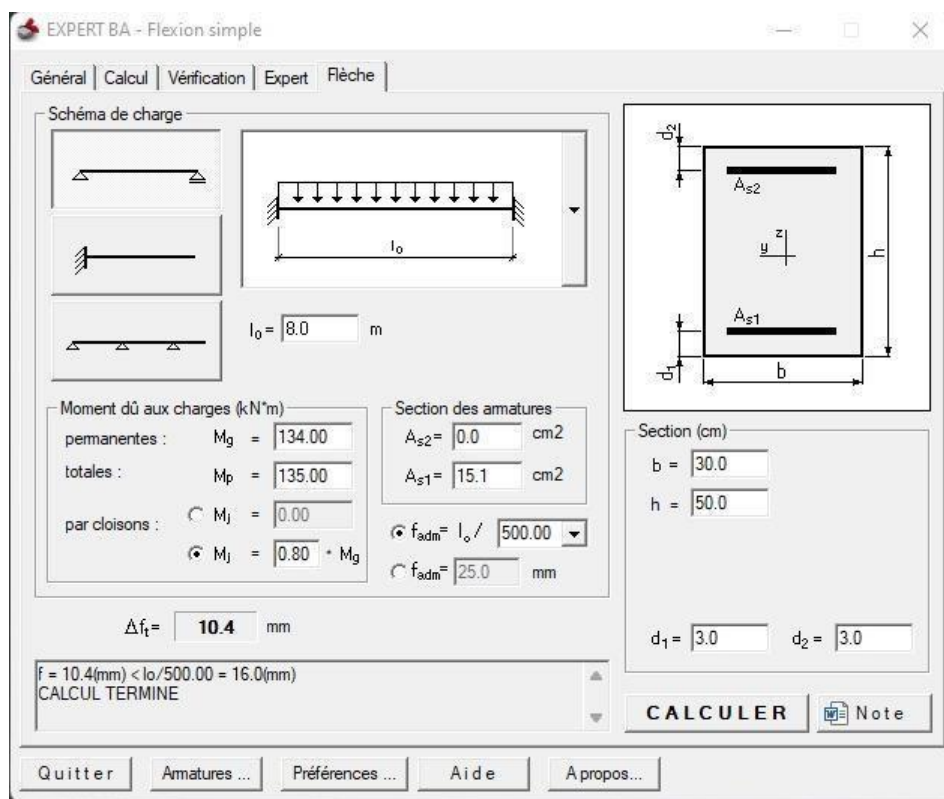 EXPERT BA - Flexion simple
Général Calcul Vérification Expert Flèche
Schéma de charge
l₀
l₀ = 8.0 m
Moment dû aux charges (kN*m)
permanentes : Mg = 134.00
totales : Mp = 135.00
par cloisons : Mj = 0.00
Mj = 0.80 * Mg
Section des armatures
As2 = 0.0 cm2
As1 = 15.1 cm2
fadm = l₀ / 500.00
fadm = 25.0 mm
Δft = 10.4 mm
f = 10.4(mm) < lo/500.00 = 16.0(mm)
CALCUL TERMINE
d2
As2
z
y
h
As1
d1
b
Section (cm)
b = 30.0
h = 50.0
d1 = 3.0 d2 = 3.0
CALCULER Note
Quitter Armatures ... Préférences ... Aide A propos...